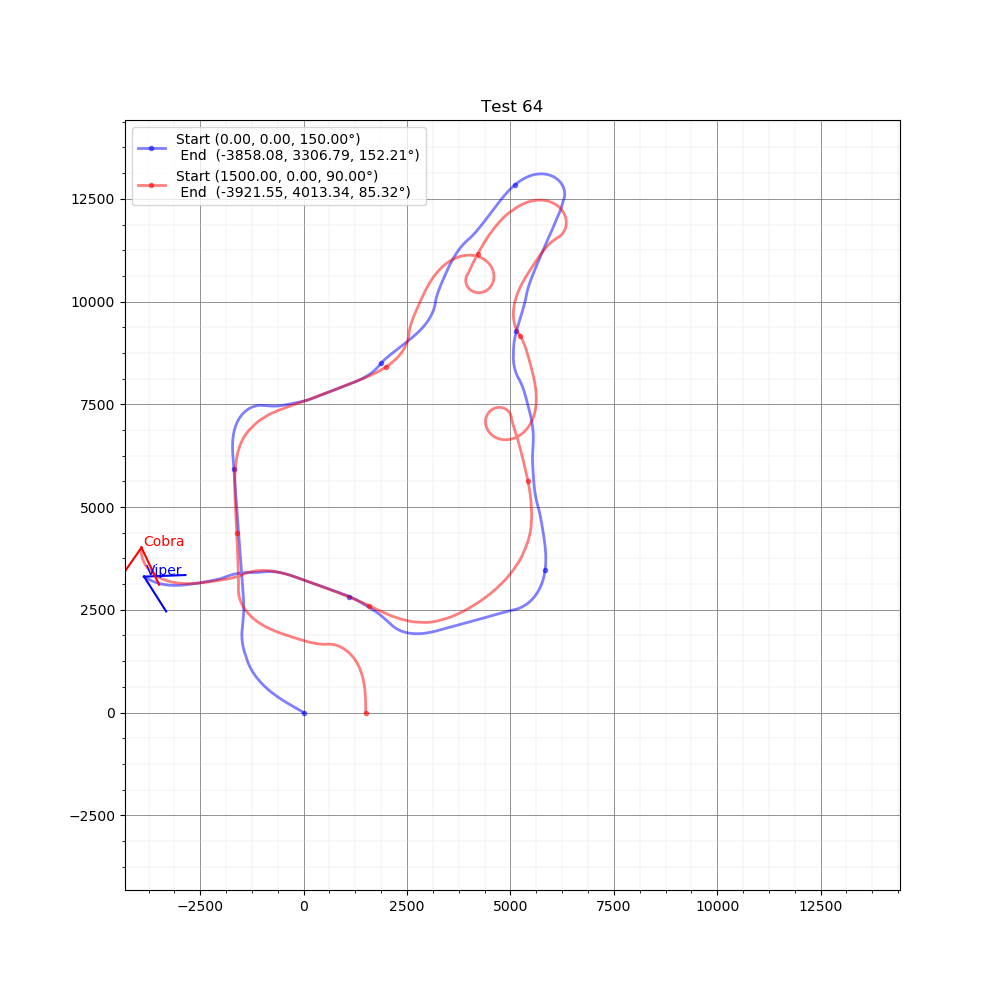 Test 64
Start (0.00, 0.00, 150.00°)
End  (-3858.08, 3306.79, 152.21°)
Start (1500.00, 0.00, 90.00°)
End  (-3921.55, 4013.34, 85.32°)
12500
10000
7500
5000
2500
0
−2500
Cobra
Viper
−2500
0
2500
5000
7500
10000
12500